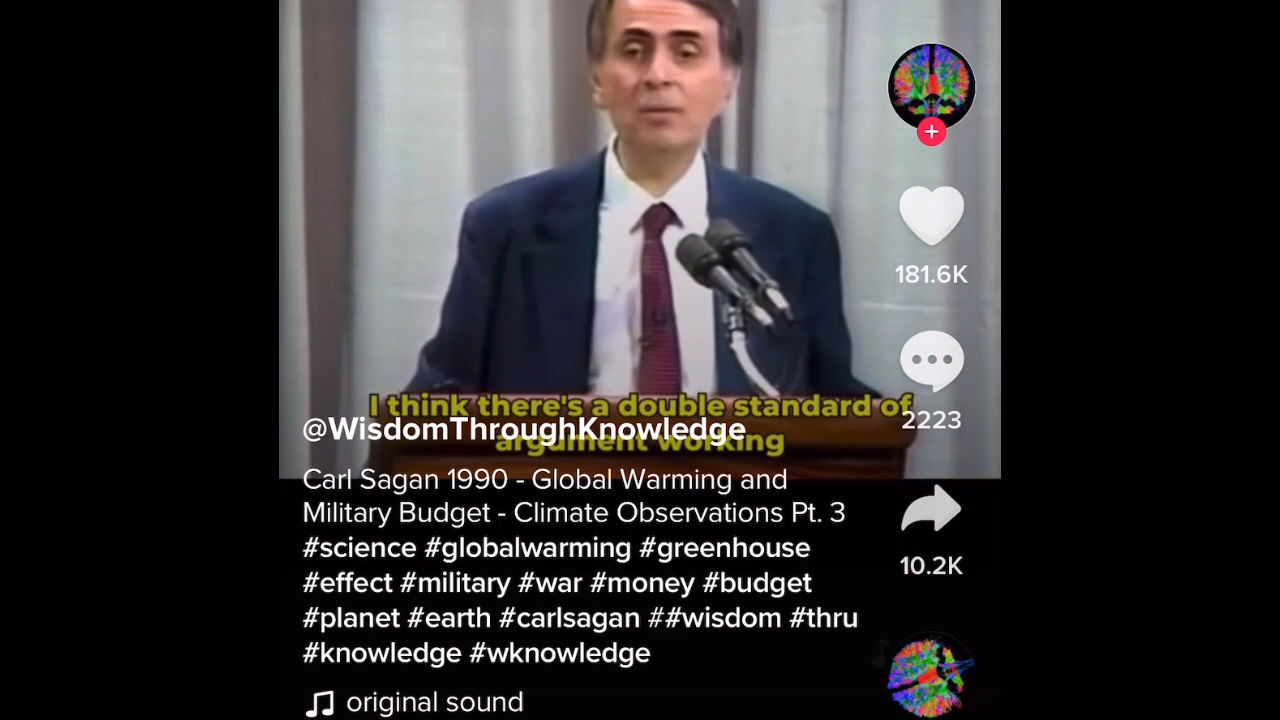 181.6K
I think there's a double standard of
argument working
2223
@WisdomThroughKnowledge
Carl Sagan 1990 - Global Warming and
Military Budget - Climate Observations Pt. 3
#science #globalwarming #greenhouse
#effect #military #war #money #budget
#planet #earth #carlsagan ##wisdom #thru
#knowledge #wknowledge
10.2K
original sound